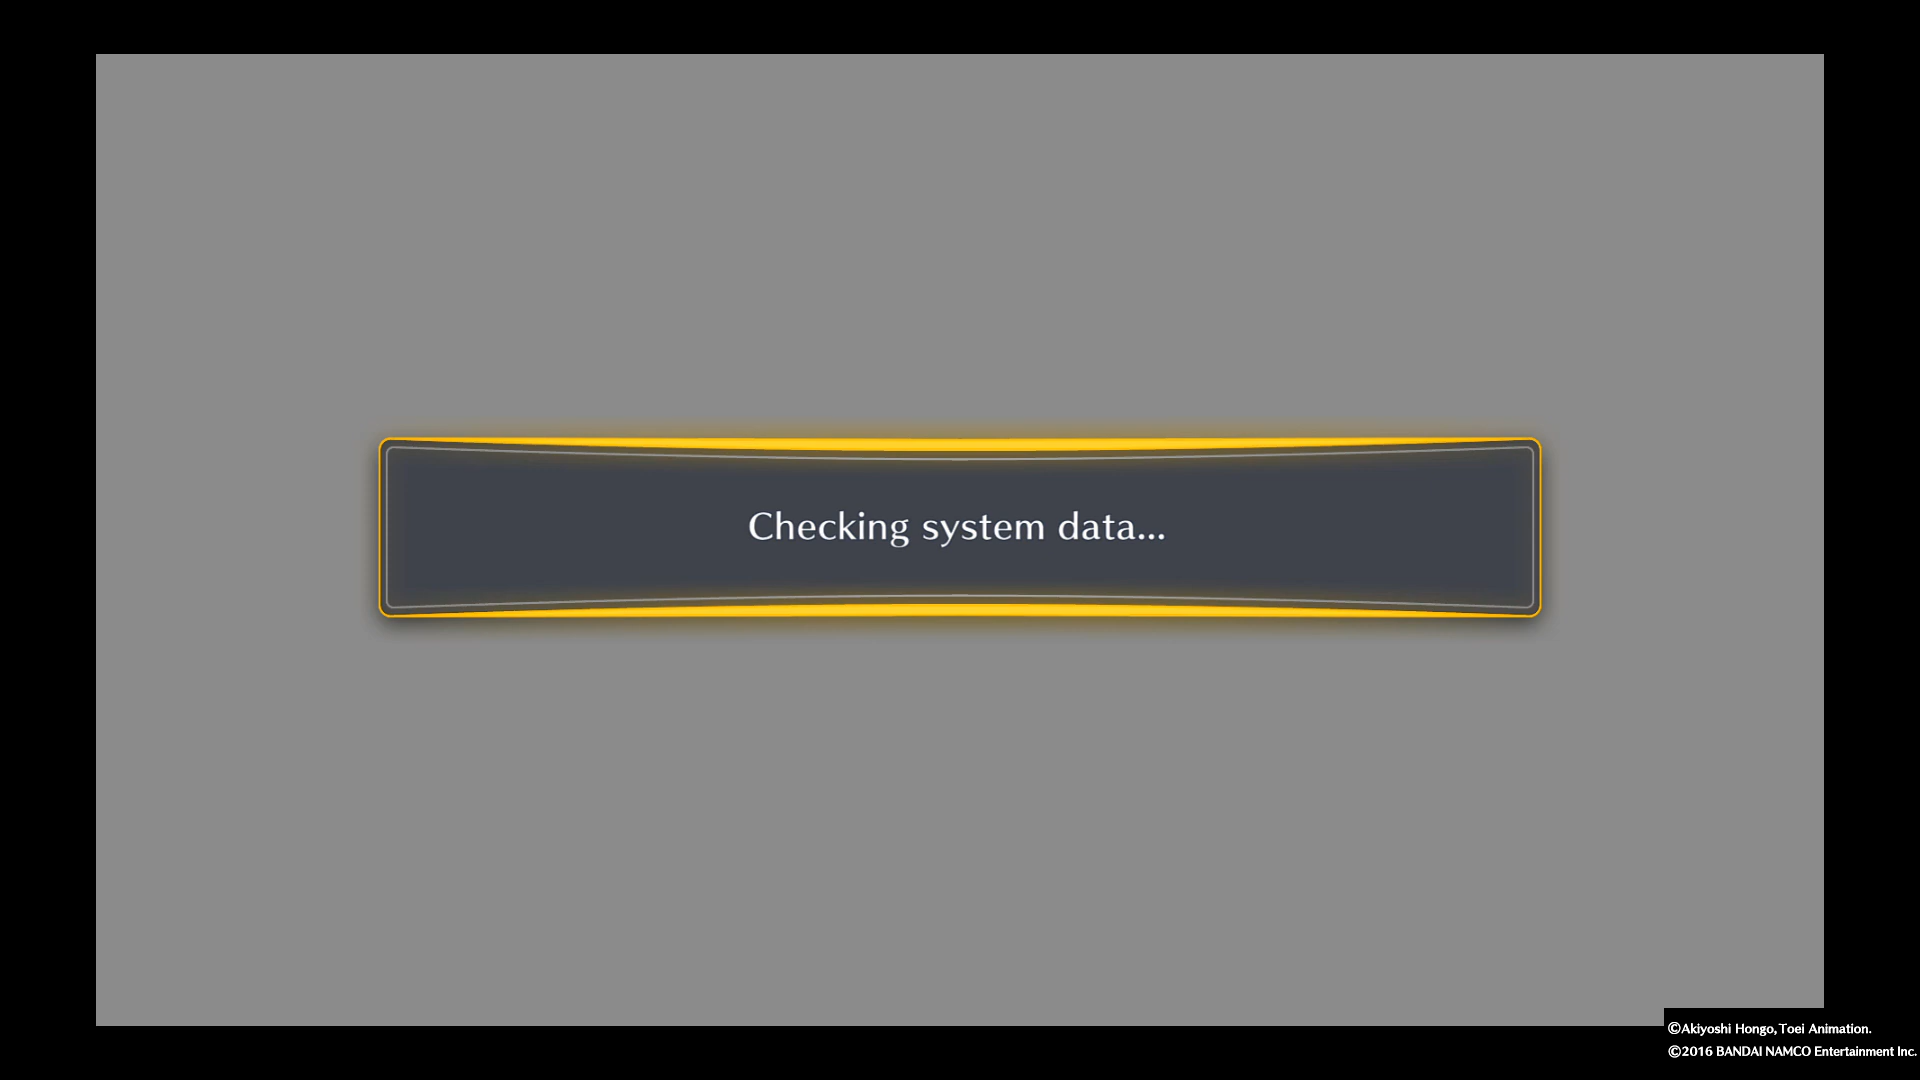 Checking system data...
©Akiyoshi Hongo, Toei Animation.
©2016 BANDAI NAMCO Entertainment Inc.